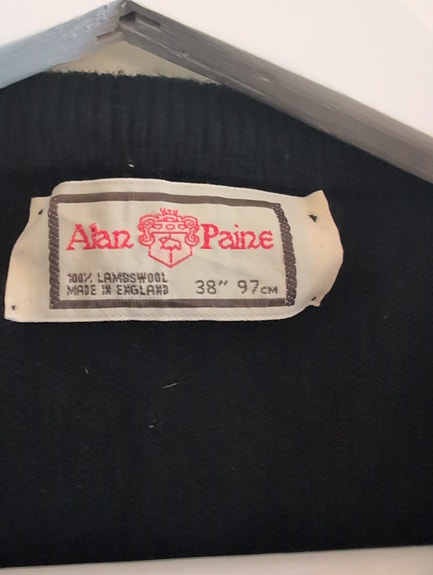 Alan Paine
100% LAMBSWOOL
MADE IN ENGLAND
38" 97CM